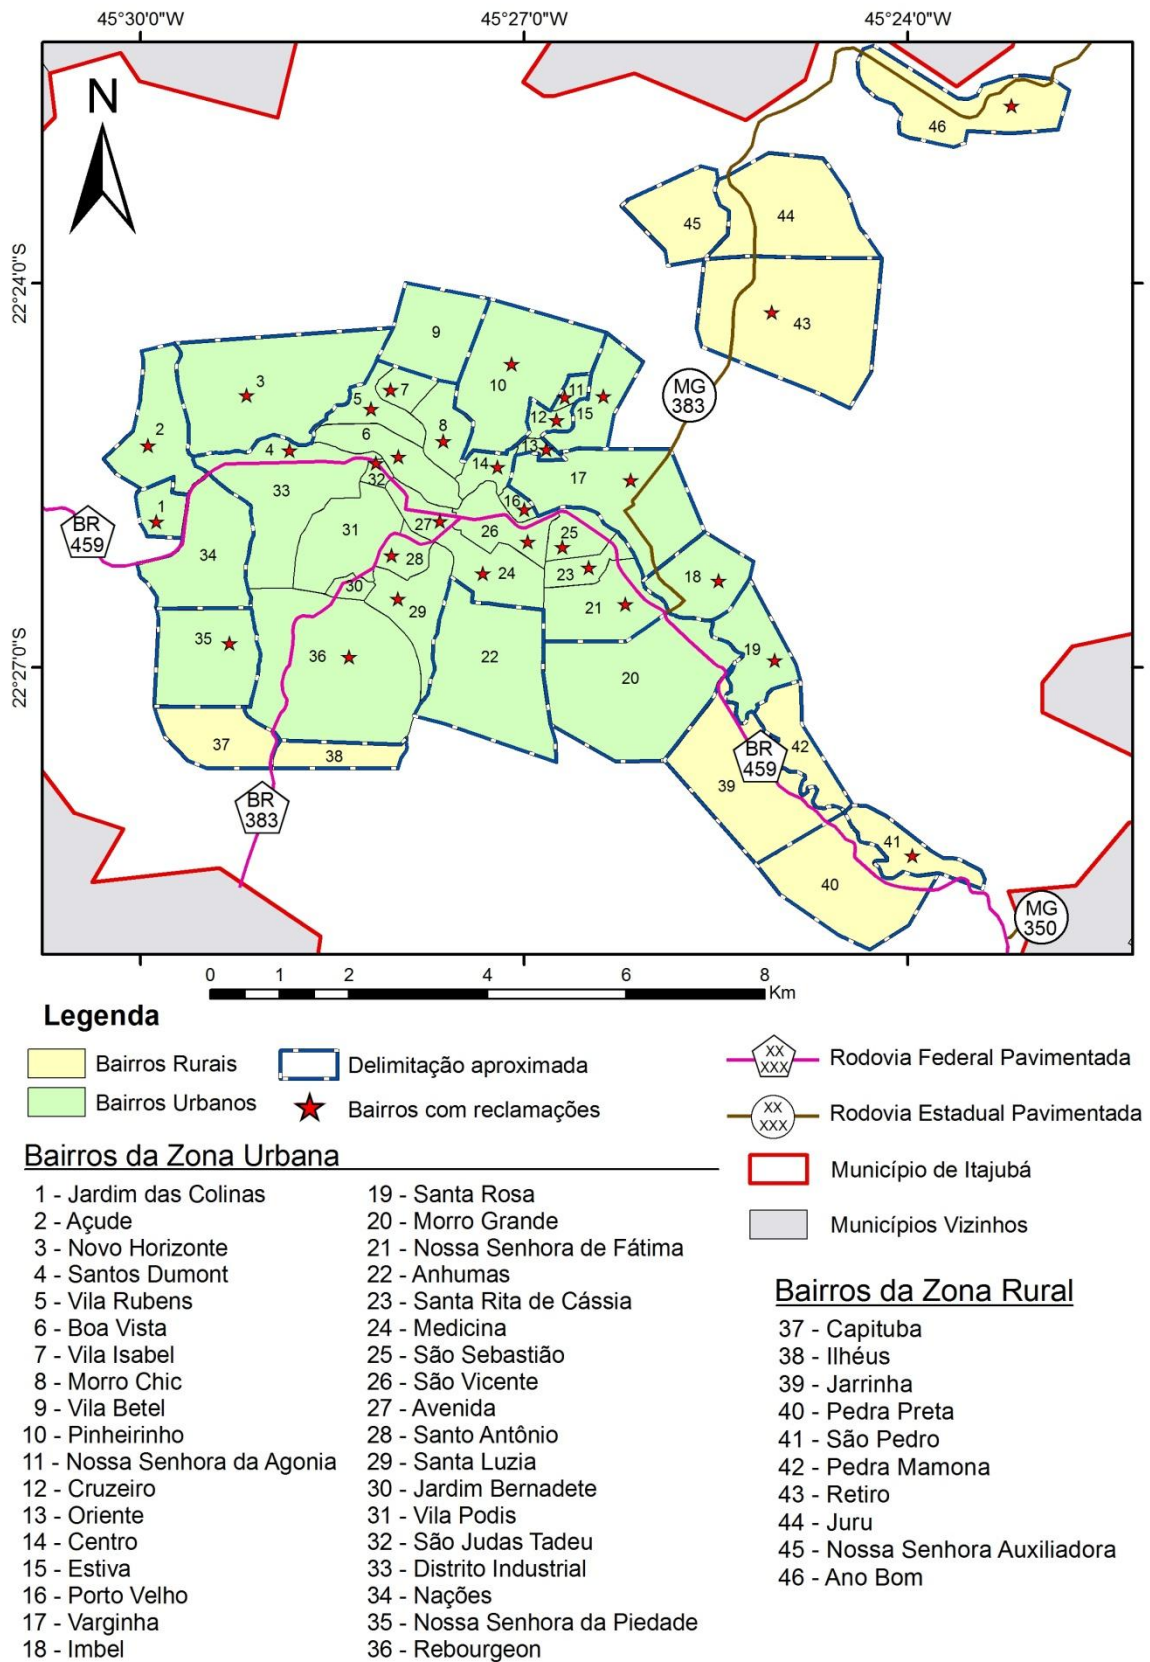 45°30'0"W
45°27'0"W
45°24'0"W
N
22°24'0"S
22°27'0"S
46
45
44
43
MG
383
9
3
10
7
5
11
12
15
2
8
6
13
4
14
17
32
33
1
16
BR
459
31
27
26
25
34
28
23
18
24
30
29
21
35
36
22
19
20
37
38
42
BR
459
39
BR
383
41
40
MG
350
0 1 2 4 6 8
Km
Legenda
Bairros Rurais
Bairros Urbanos
Delimitação aproximada
Bairros com reclamações
XX
XXX
Rodovia Federal Pavimentada
XX
XXX
Rodovia Estadual Pavimentada
Município de Itajubá
Municípios Vizinhos
Bairros da Zona Urbana
1 - Jardim das Colinas
2 - Açude
3 - Novo Horizonte
4 - Santos Dumont
5 - Vila Rubens
6 - Boa Vista
7 - Vila Isabel
8 - Morro Chic
9 - Vila Betel
10 - Pinheirinho
11 - Nossa Senhora da Agonia
12 - Cruzeiro
13 - Oriente
14 - Centro
15 - Estiva
16 - Porto Velho
17 - Varginha
18 - Imbel
19 - Santa Rosa
20 - Morro Grande
21 - Nossa Senhora de Fátima
22 - Anhumas
23 - Santa Rita de Cássia
24 - Medicina
25 - São Sebastião
26 - São Vicente
27 - Avenida
28 - Santo Antônio
29 - Santa Luzia
30 - Jardim Bernadete
31 - Vila Podis
32 - São Judas Tadeu
33 - Distrito Industrial
34 - Nações
35 - Nossa Senhora da Piedade
36 - Rebourgeon
Bairros da Zona Rural
37 - Capituba
38 - Ilhéus
39 - Jarrinha
40 - Pedra Preta
41 - São Pedro
42 - Pedra Mamona
43 - Retiro
44 - Juru
45 - Nossa Senhora Auxiliadora
46 - Ano Bom